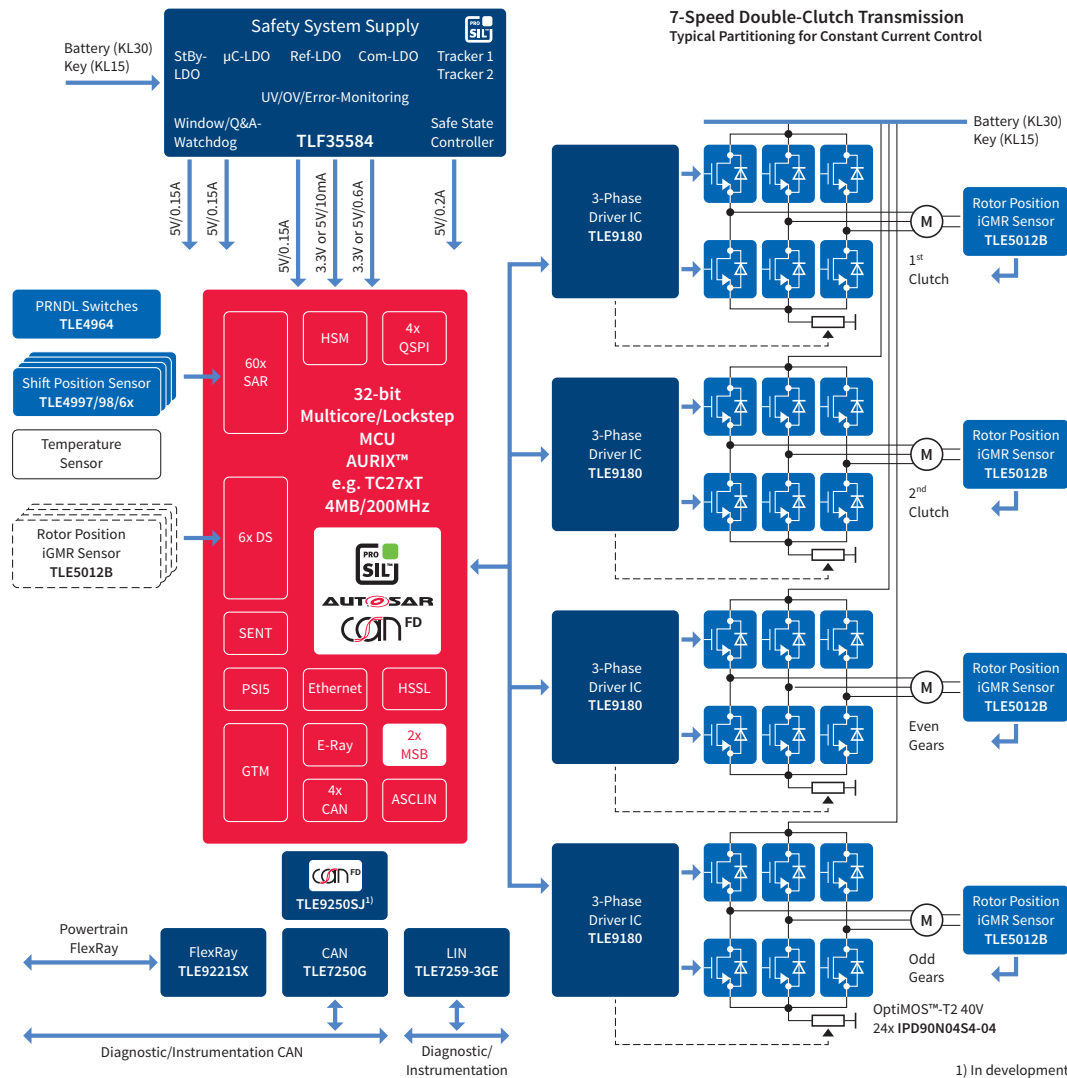 7-Speed Double-Clutch Transmission
Typical Partitioning for Constant Current Control
Safety System Supply
PRO
SIL™
Battery (KL30)
Key (KL15)
StBy-
LDO
µC-LDO
Ref-LDO
Com-LDO
Tracker 1
Tracker 2
UV/OV/Error-Monitoring
Window/Q&A-
Watchdog
TLF35584
Safe State
Controller
5V/0.15A
5V/0.15A
5V/0.15A
3.3V or 5V/10mA
3.3V or 5V/0.6A
5V/0.2A
PRNDL Switches
TLE4964
Shift Position Sensor
TLE4997/98/6x
Temperature
Sensor
Rotor Position
iGMR Sensor
TLE5012B
60x
SAR
HSM
4x
QSPI
32-bit
Multicore/Lockstep
MCU
AURIX™
e.g. TC27xT
4MB/200MHz
6x DS
PRO
SIL™
AUTOSAR
CAN FD
SENT
PSI5
Ethernet
HSSL
GTM
E-Ray
2x
MSB
4x
CAN
ASCLIN
CAN FD
TLE9250SJ1)
Powertrain
FlexRay
FlexRay
TLE9221SX
CAN
TLE7250G
LIN
TLE7259-3GE
Diagnostic/Instrumentation CAN
Diagnostic/
Instrumentation
Battery (KL30)
Key (KL15)
3-Phase
Driver IC
TLE9180
M
1st
Clutch
Rotor Position
iGMR Sensor
TLE5012B
3-Phase
Driver IC
TLE9180
M
2nd
Clutch
Rotor Position
iGMR Sensor
TLE5012B
3-Phase
Driver IC
TLE9180
M
Even
Gears
Rotor Position
iGMR Sensor
TLE5012B
3-Phase
Driver IC
TLE9180
M
Odd
Gears
Rotor Position
iGMR Sensor
TLE5012B
OptiMOS™-T2 40V
24x IPD90N04S4-04
1) In development